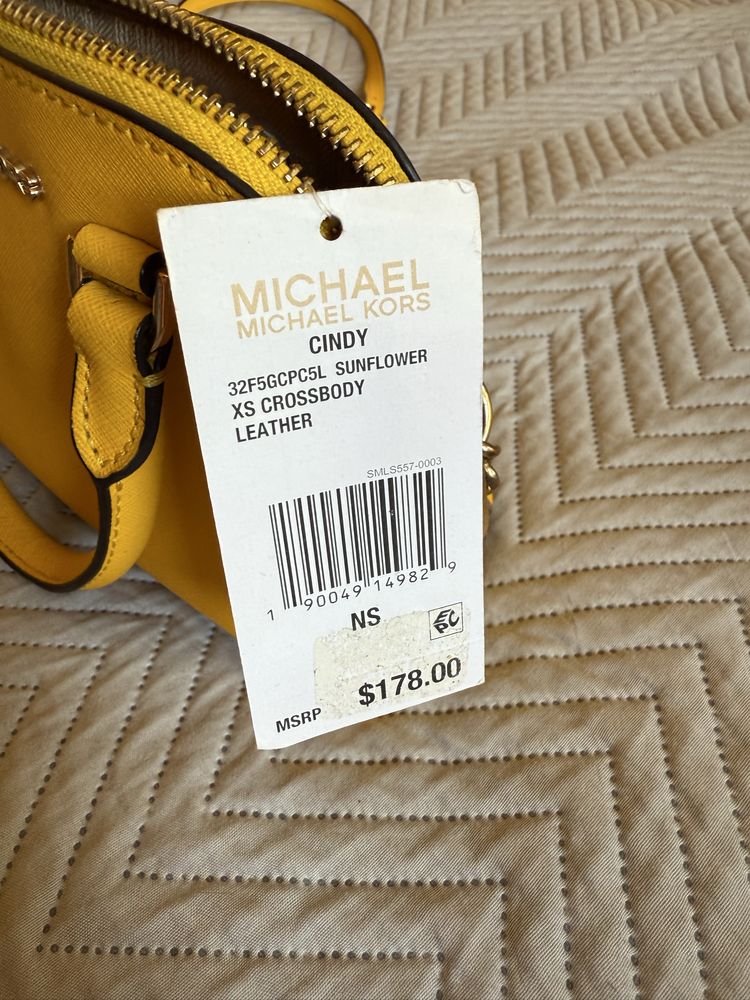 MICHAEL
MICHAEL KORS
CINDY
32F5GCPC5L SUNFLOWER
XS CROSSBODY
LEATHER
SMLS557-0003
1 90049 14982 9
NS
EPC
MSRP $178.00